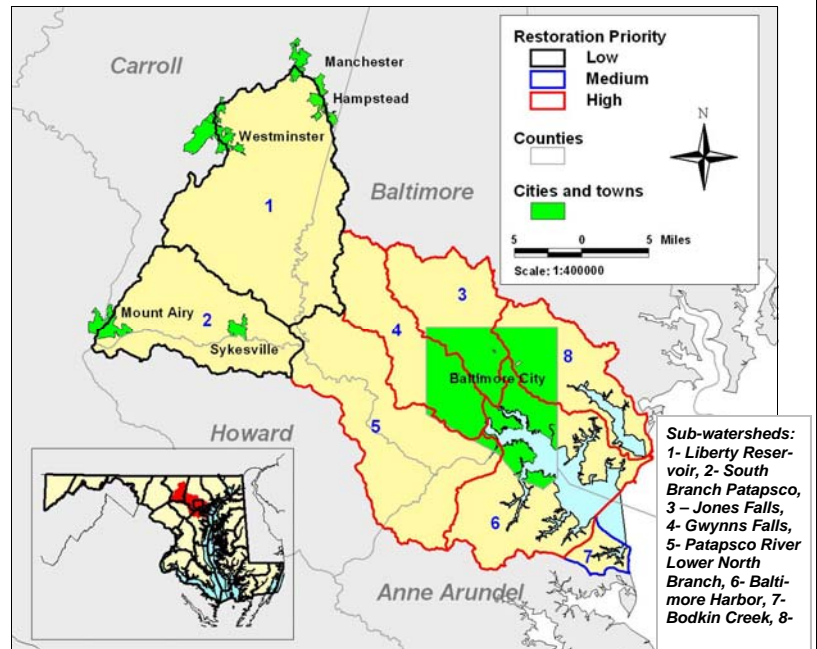 Carroll
Manchester
Hampstead
Westminster
Baltimore
1
Mount Airy
2
Sykesville
3
4
8
Baltimore City
5
Howard
6
7
Anne Arundel
Restoration Priority
Low
Medium
High
Counties
Cities and towns
N
5 0 5 Miles
Scale: 1:400000
Sub-watersheds:
1- Liberty Reser-
voir, 2- South
Branch Patapsco,
3 – Jones Falls,
4- Gwynns Falls,
5- Patapsco River
Lower North
Branch, 6- Balti-
more Harbor, 7-
Bodkin Creek, 8-